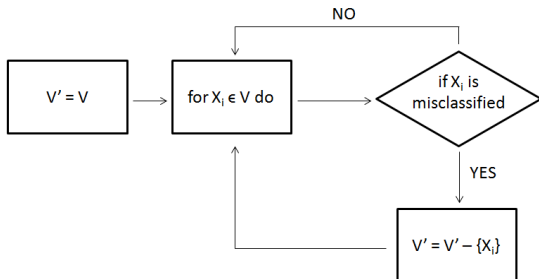 NO
V' = V
for Xᵢ ϵ V do
if Xᵢ is
misclassified
YES
V' = V' – {Xᵢ}